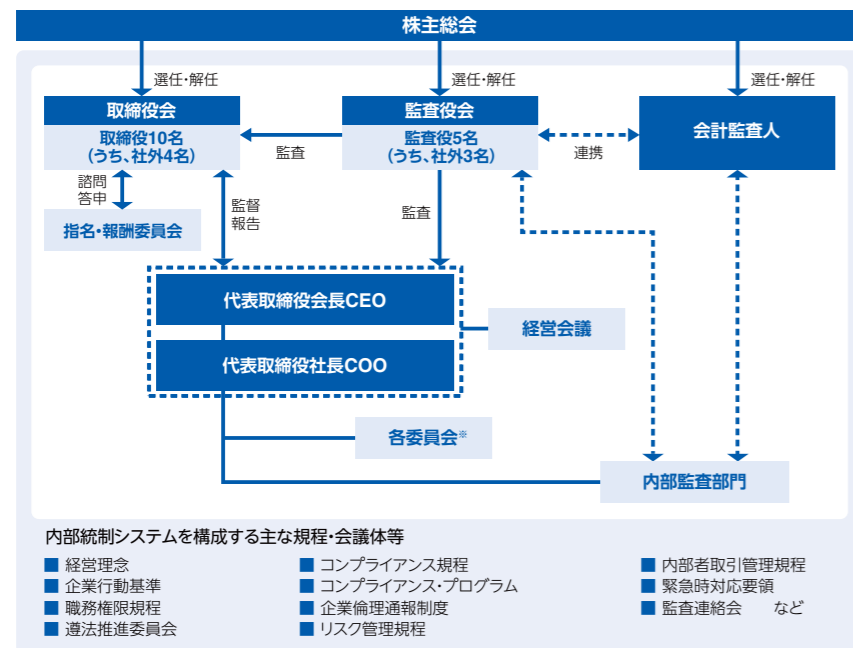 株主総会
選任・解任
選任・解任
選任・解任
取締役会
取締役10名
(うち、社外4名)
監査
監査役会
監査役5名
(うち、社外3名)
連携
会計監査人
諮問
答申
指名・報酬委員会
監督
報告
監査
代表取締役会長CEO
代表取締役社長COO
経営会議
各委員会※
内部監査部門
内部統制システムを構成する主な規程・会議体等
■ 経営理念
■ 企業行動基準
■ 職務権限規程
■ 遵法推進委員会
■ コンプライアンス規程
■ コンプライアンス・プログラム
■ 企業倫理通報制度
■ リスク管理規程
■ 内部者取引管理規程
■ 緊急時対応要領
■ 監査連絡会 など